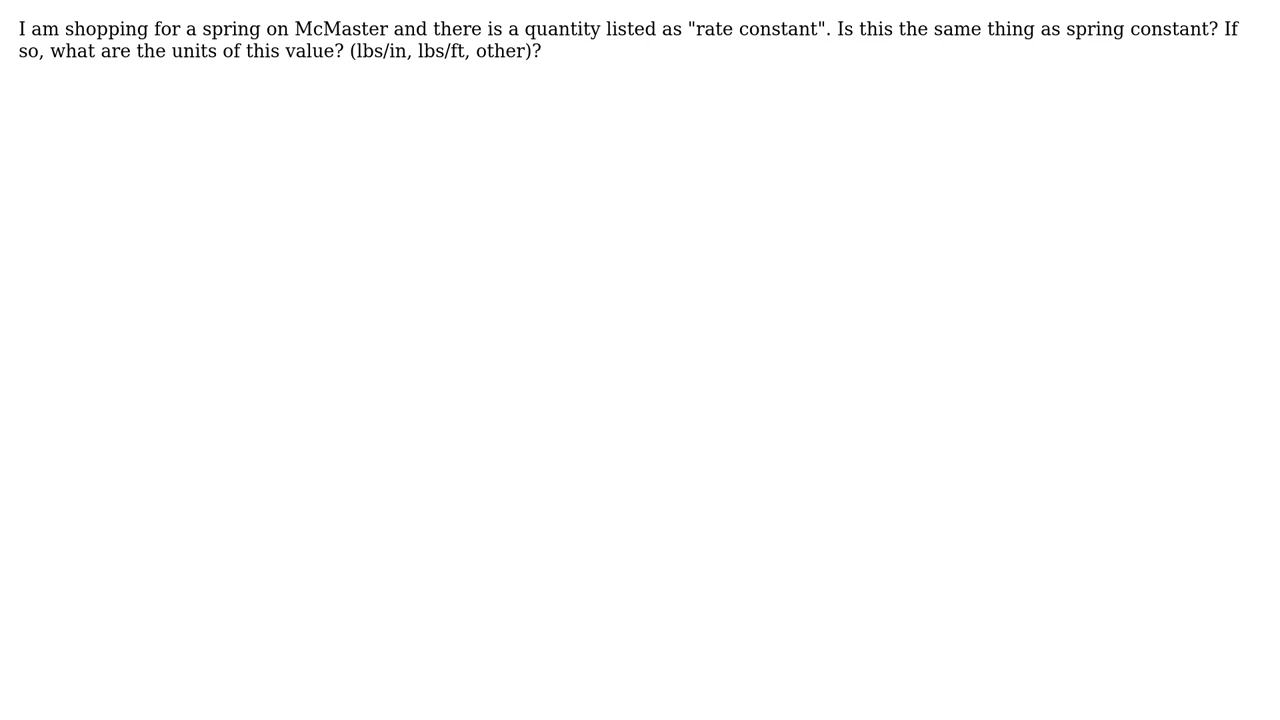 I am shopping for a spring on McMaster and there is a quantity listed as "rate constant". Is this the same thing as spring constant? If
so, what are the units of this value? (lbs/in, lbs/ft, other)?